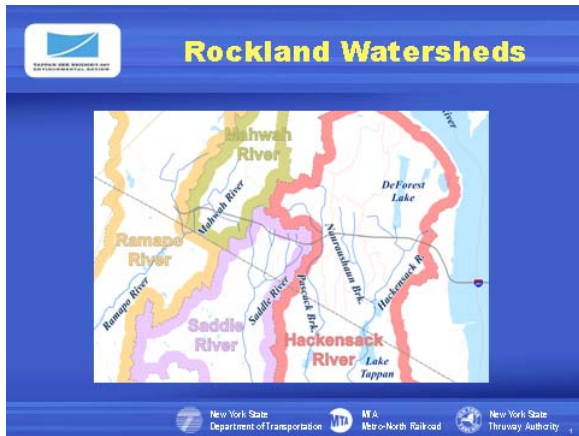 TAPPAN ZEE BRIDGE/I-287
ENVIRONMENTAL REVIEW
Rockland Watersheds
River
Mahwah
River
DeForest
Lake
Mahwah River
Nauraushaun Brk.
Ramapo
River
Ramapo River
Saddle River
Pascack Brk.
Hackensack R.
Saddle
River
Hackensack
River
Lake
Tappan
New York State
Department of Transportation
MTA
MTA
Metro-North Railroad
New York State
Thruway Authority